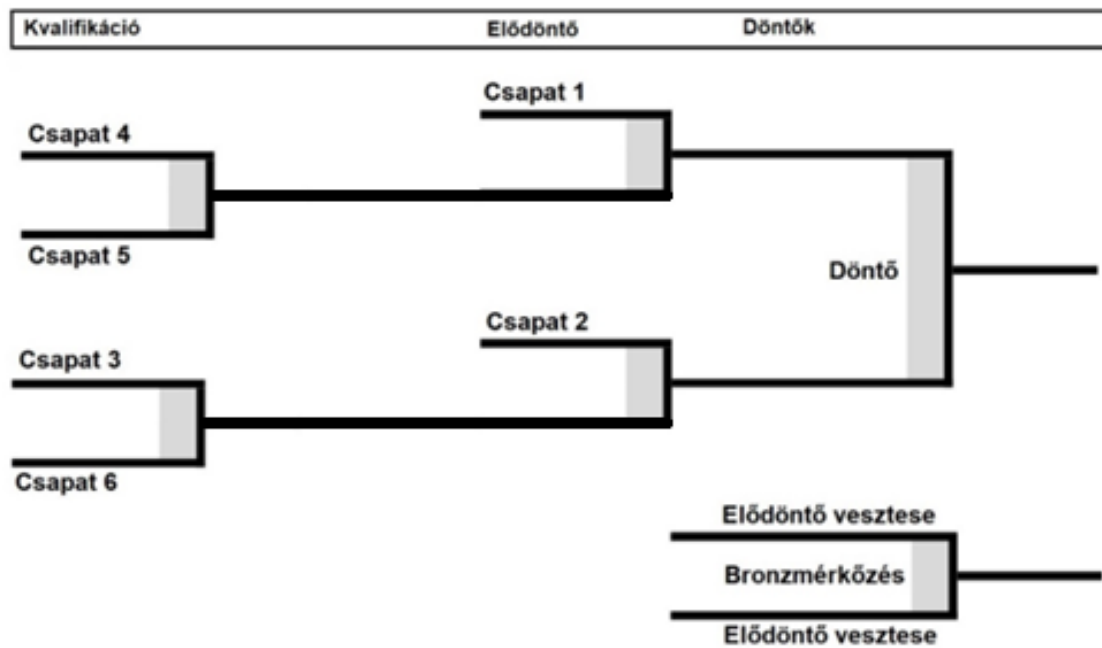 Kvalifikáció Elődöntő Döntők
Csapat 1
Csapat 4
Csapat 5
Döntő
Csapat 2
Csapat 3
Csapat 6
Elődöntő vesztese
Bronzmérkőzés
Elődöntő vesztese